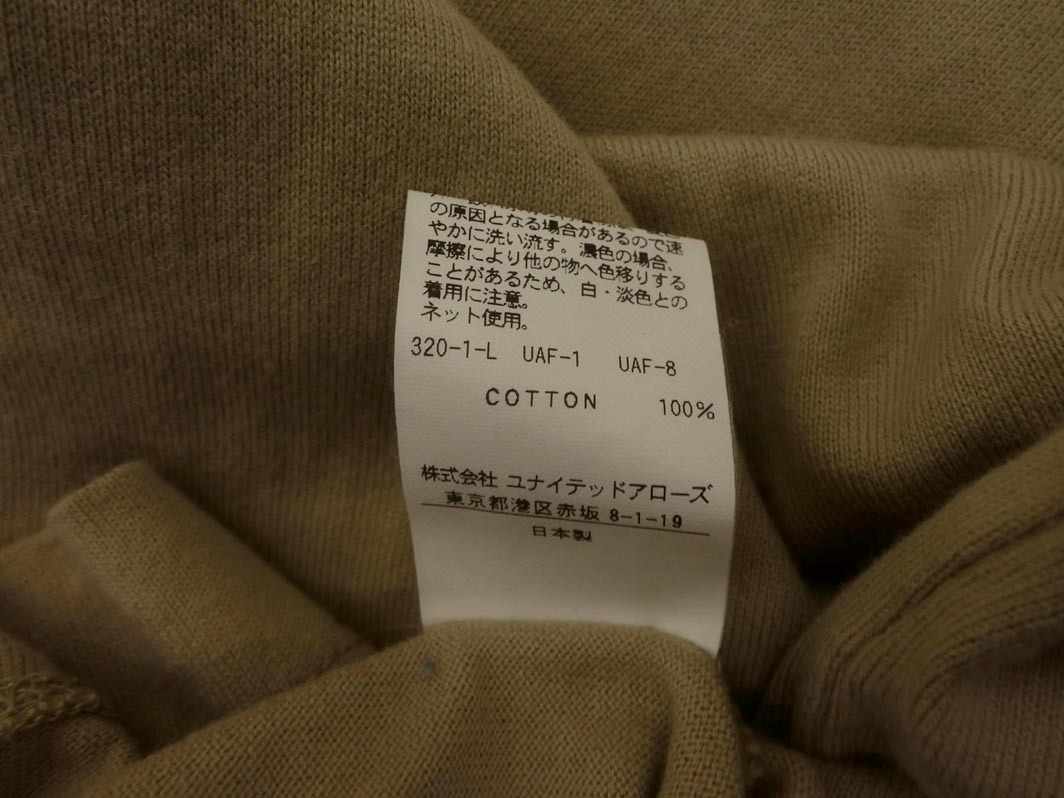 の原因となる場合があるので速
やかに洗い流す。濃色の場合、
摩擦により他の物へ色移りする
ことがあるため、白・淡色との
着用に注意。
ネット使用。
320-1-L UAF-1 UAF-8
COTTON 100%
株式会社 ユナイテッドアローズ
東京都港区赤坂 8-1-19
日本製